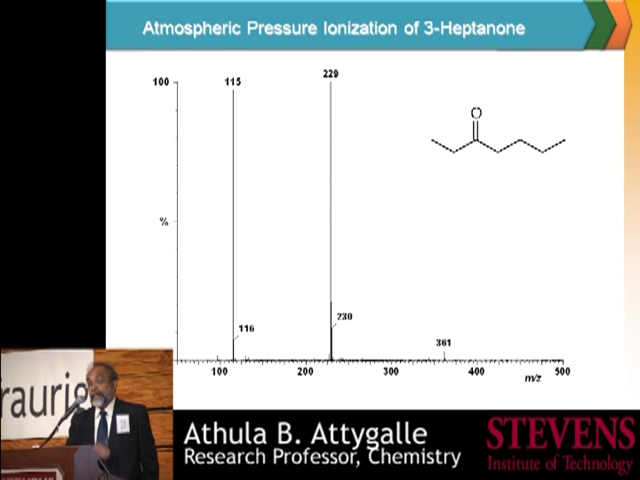 Atmospheric Pressure Ionization of 3-Heptanone
100
115
229
O
%
230
116
361
100
200
300
400
500
m/z
raurie
Athula B. Attygalle
Research Professor, Chemistry
STEVENS
Institute of Technology